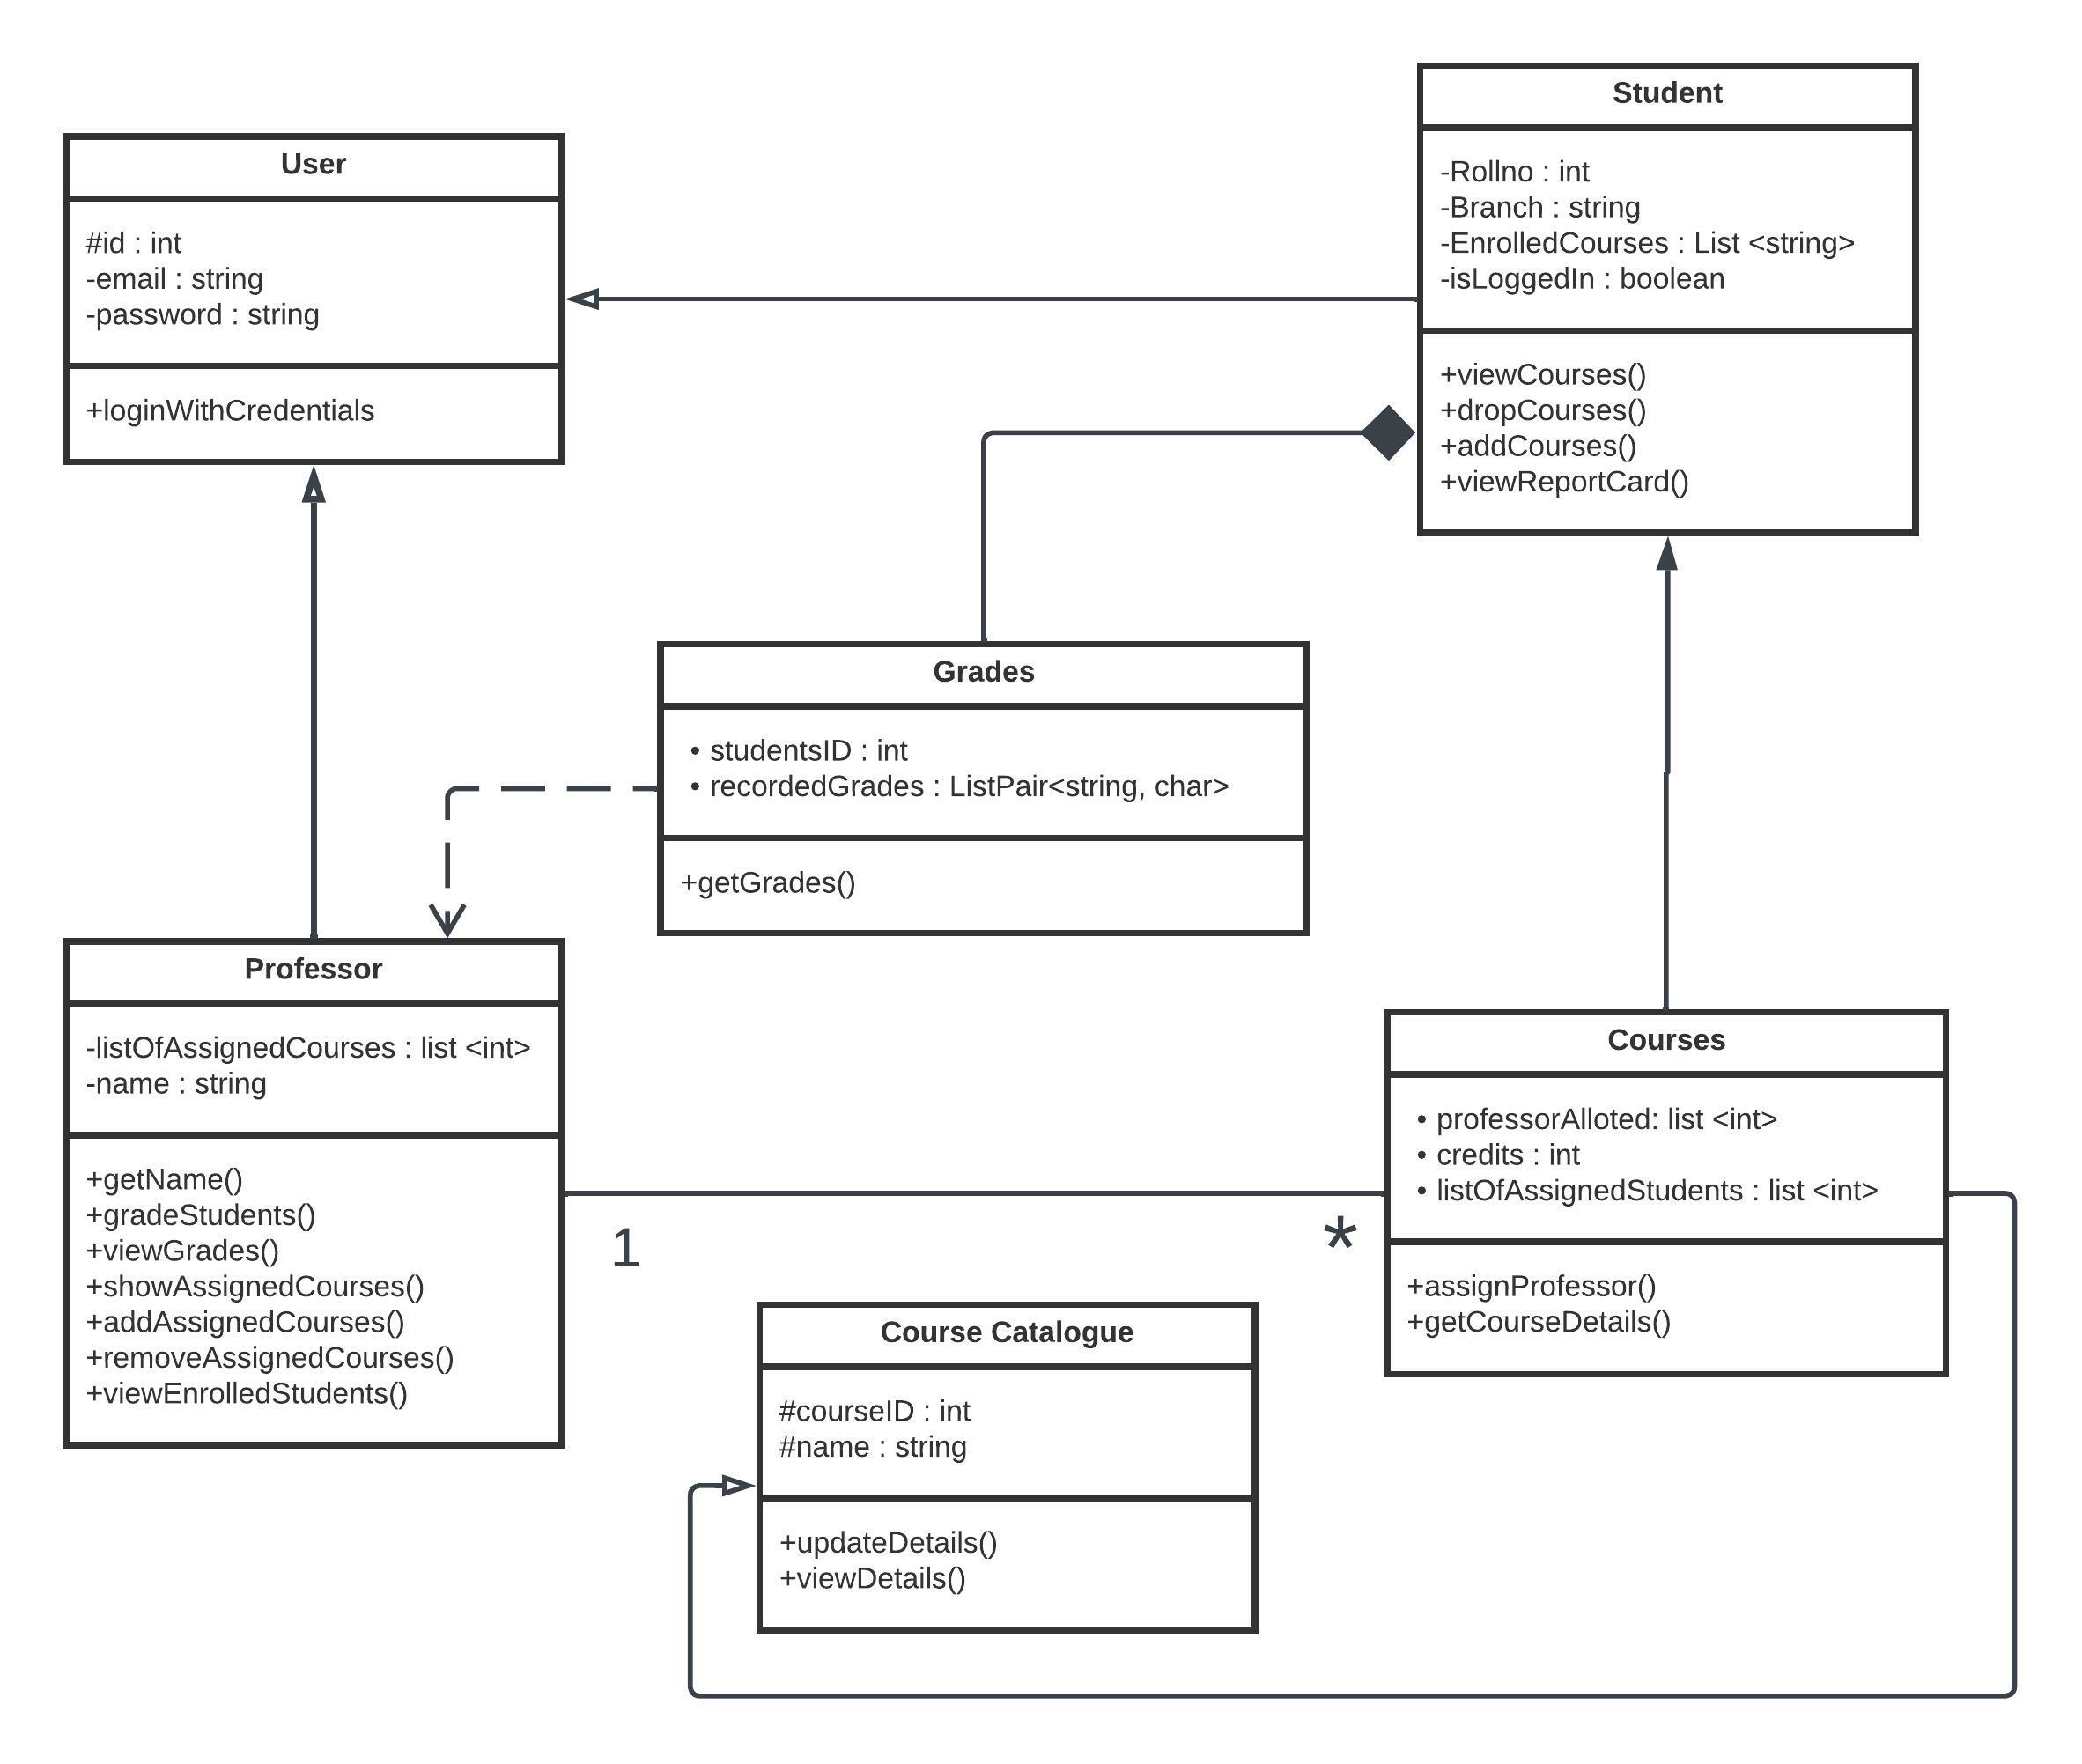 User
#id : int
-email : string
-password : string
+loginWithCredentials
Student
-Rollno : int
-Branch : string
-EnrolledCourses : List <string>
-isLoggedIn : boolean
+viewCourses()
+dropCourses()
+addCourses()
+viewReportCard()
Grades
• studentsID : int
• recordedGrades : ListPair<string, char>
+getGrades()
Professor
-listOfAssignedCourses : list <int>
-name : string
+getName()
+gradeStudents()
+viewGrades()
+showAssignedCourses()
+addAssignedCourses()
+removeAssignedCourses()
+viewEnrolledStudents()
1
*
Courses
• professorAlloted: list <int>
• credits : int
• listOfAssignedStudents : list <int>
+assignProfessor()
+getCourseDetails()
Course Catalogue
#courseID : int
#name : string
+updateDetails()
+viewDetails()